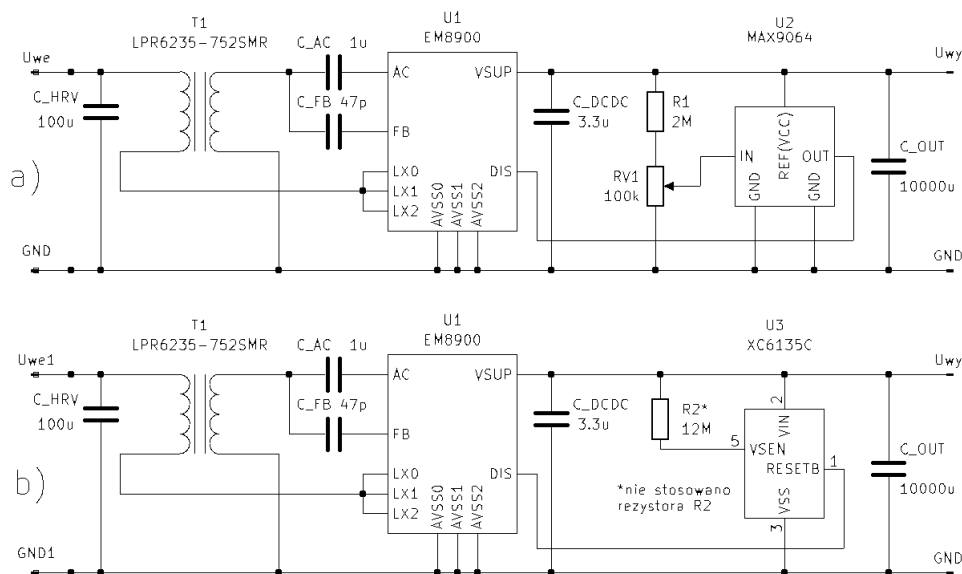 T1
LPR6235-752SMR
U1
EM8900
U2
MAX9064
Uwe
C_AC 1u
AC
VSUP
Uwy
C_HRV
100u
C_FB 47p
FB
C_DCDC
3.3u
R1
2M
REF(VCC)
IN
OUT
C_OUT
10000u
a)
LX0
LX1
LX2
DIS
RV1
100k
GND
GND
AVSS0
AVSS1
AVSS2
GND
GND
T1
LPR6235-752SMR
U1
EM8900
U3
XC6135C
Uwe1
C_AC 1u
AC
VSUP
Uwy
C_HRV
100u
C_FB 47p
FB
C_DCDC
3.3u
R2*
12M
2
VIN
5
VSEN
RESETB
1
C_OUT
10000u
b)
LX0
LX1
LX2
DIS
*nie stosowano
rezystora R2
VSS
3
AVSS0
AVSS1
AVSS2
GND1
GND